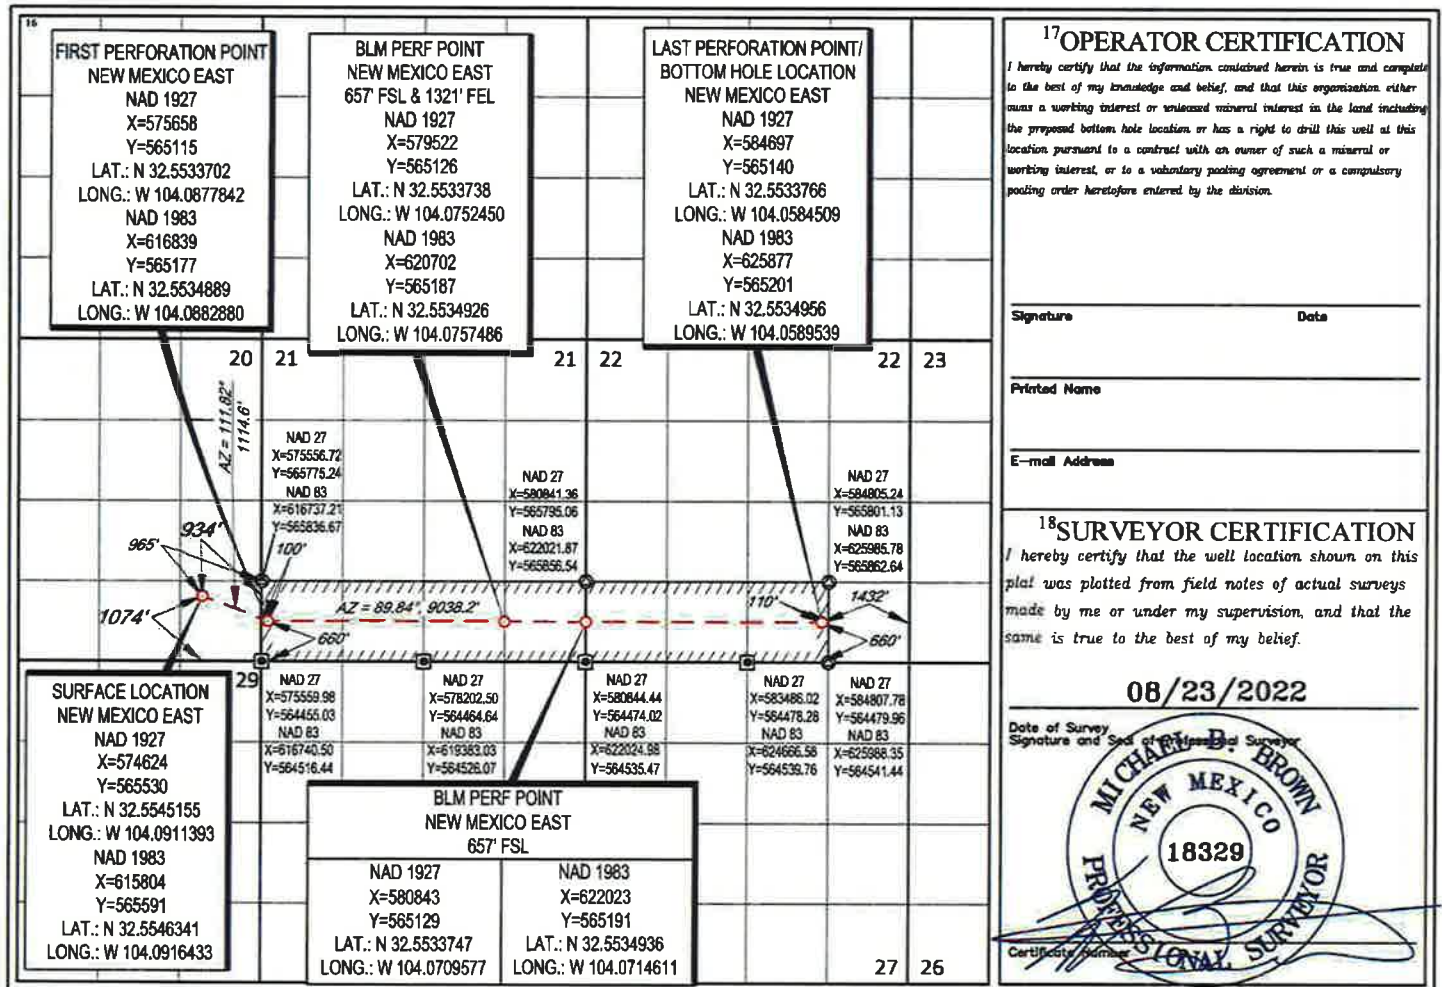 16
FIRST PERFORATION POINT
NEW MEXICO EAST
NAD 1927
X=575658
Y=565115
LAT.: N 32.5533702
LONG.: W 104.0877842
NAD 1983
X=616839
Y=565177
LAT.: N 32.5534889
LONG.: W 104.0882880
BLM PERF POINT
NEW MEXICO EAST
657' FSL & 1321' FEL
NAD 1927
X=579522
Y=565126
LAT.: N 32.5533738
LONG.: W 104.0752450
NAD 1983
X=620702
Y=565187
LAT.: N 32.5534926
LONG.: W 104.0757486
LAST PERFORATION POINT/
BOTTOM HOLE LOCATION
NEW MEXICO EAST
NAD 1927
X=584697
Y=565140
LAT.: N 32.5533766
LONG.: W 104.0584509
NAD 1983
X=625877
Y=565201
LAT.: N 32.5534956
LONG.: W 104.0589539
20 21 21 22 22 23
AZ = 111.82°
1114.6'
NAD 27
X=575556.72
Y=565775.24
NAD 83
X=616737.21
Y=565836.67
NAD 27
X=580841.36
Y=565795.06
NAD 83
X=622021.87
Y=565856.54
NAD 27
X=584805.24
Y=565801.13
NAD 83
X=625985.78
Y=565862.64
934'
965'
100'
1074'
AZ = 89.84°, 9038.2'
110'
1432'
660'
660'
29
NAD 27
X=575559.98
Y=564455.03
NAD 83
X=616740.50
Y=564516.44
NAD 27
X=578202.50
Y=564464.64
NAD 83
X=619383.03
Y=564526.07
NAD 27
X=580844.44
Y=564474.02
NAD 83
X=622024.98
Y=564535.47
NAD 27
X=583486.02
Y=564478.28
NAD 83
X=624666.58
Y=564539.76
NAD 27
X=584807.78
Y=564479.96
NAD 83
X=625988.35
Y=564541.44
SURFACE LOCATION
NEW MEXICO EAST
NAD 1927
X=574624
Y=565530
LAT.: N 32.5545155
LONG.: W 104.0911393
NAD 1983
X=615804
Y=565591
LAT.: N 32.5546341
LONG.: W 104.0916433
BLM PERF POINT
NEW MEXICO EAST
657' FSL
NAD 1927
X=580843
Y=565129
LAT.: N 32.5533747
LONG.: W 104.0709577
NAD 1983
X=622023
Y=565191
LAT.: N 32.5534936
LONG.: W 104.0714611
27 26
17 OPERATOR CERTIFICATION
I hereby certify that the information contained herein is true and complete
to the best of my knowledge and belief, and that this organization either
owns a working interest or unleased mineral interest in the land including
the proposed bottom hole location or has a right to drill this well at this
location pursuant to a contract with an owner of such a mineral or
working interest, or to a voluntary pooling agreement or a compulsory
pooling order heretofore entered by the division.
Signature Date
Printed Name
E-mail Address
18 SURVEYOR CERTIFICATION
I hereby certify that the well location shown on this
plat was plotted from field notes of actual surveys
made by me or under my supervision, and that the
same is true to the best of my belief.
08/23/2022
Date of Survey
Signature and Seal of Professional Surveyor
MICHAEL B. BROWN
NEW MEXICO
18329
PROFESSIONAL SURVEYOR
Certificate Number